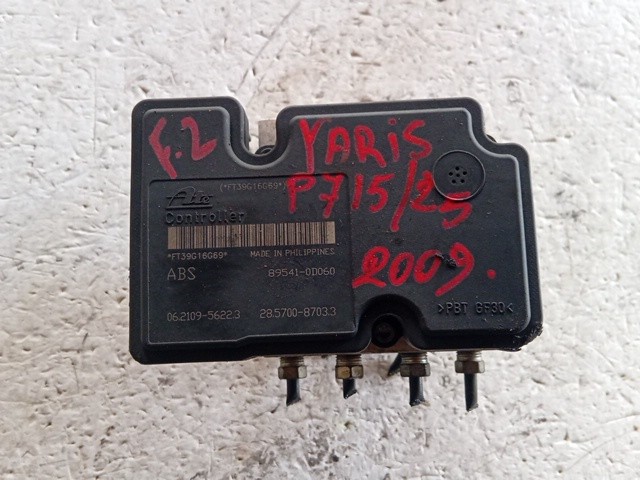 F.2
YARIS
P715/25
2009.
(*FT39G16G69*)
Ate
Controller
*FT39G16G69* MADE IN PHILIPPINES
ABS 89541-0D060
06.2109-5622.3 28.5700-8703.3
>PBT GF30<